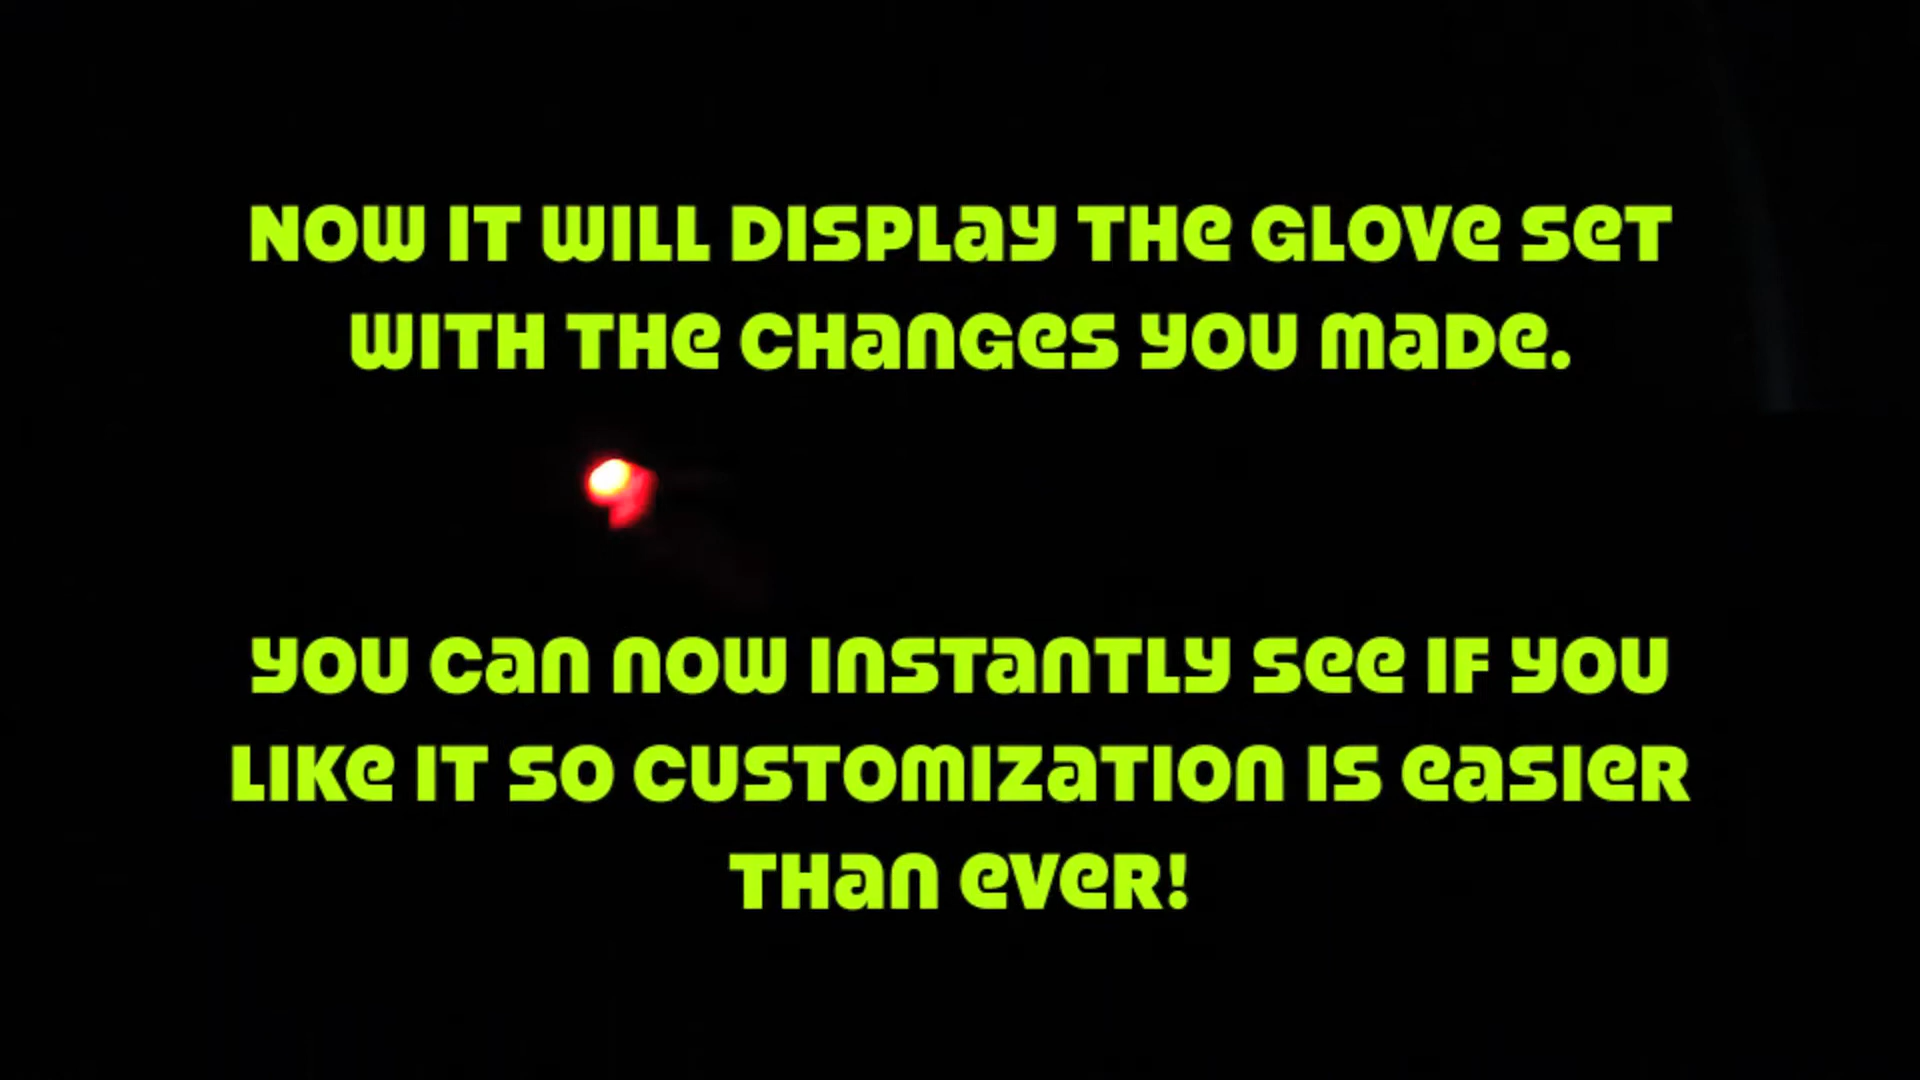 NOW IT WILL DISPLAY THE GLOVE SET
WITH THE CHANGES YOU MADE.
YOU CAN NOW INSTANTLY SEE IF YOU
LIKE IT SO CUSTOMIZATION IS EASIER
THAN EVER!